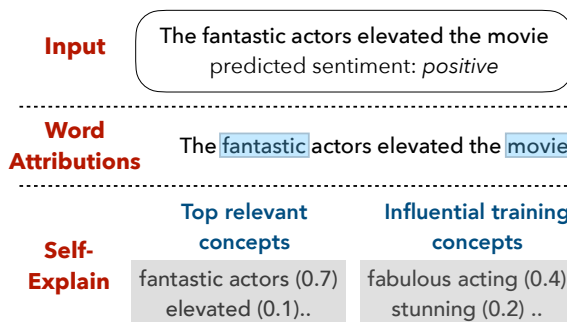 Input
The fantastic actors elevated the movie
predicted sentiment: positive
Word
Attributions
The fantastic actors elevated the movie
Self-
Explain
Top relevant
concepts
fantastic actors (0.7)
elevated (0.1)..
Influential training
concepts
fabulous acting (0.4)
stunning (0.2) ..